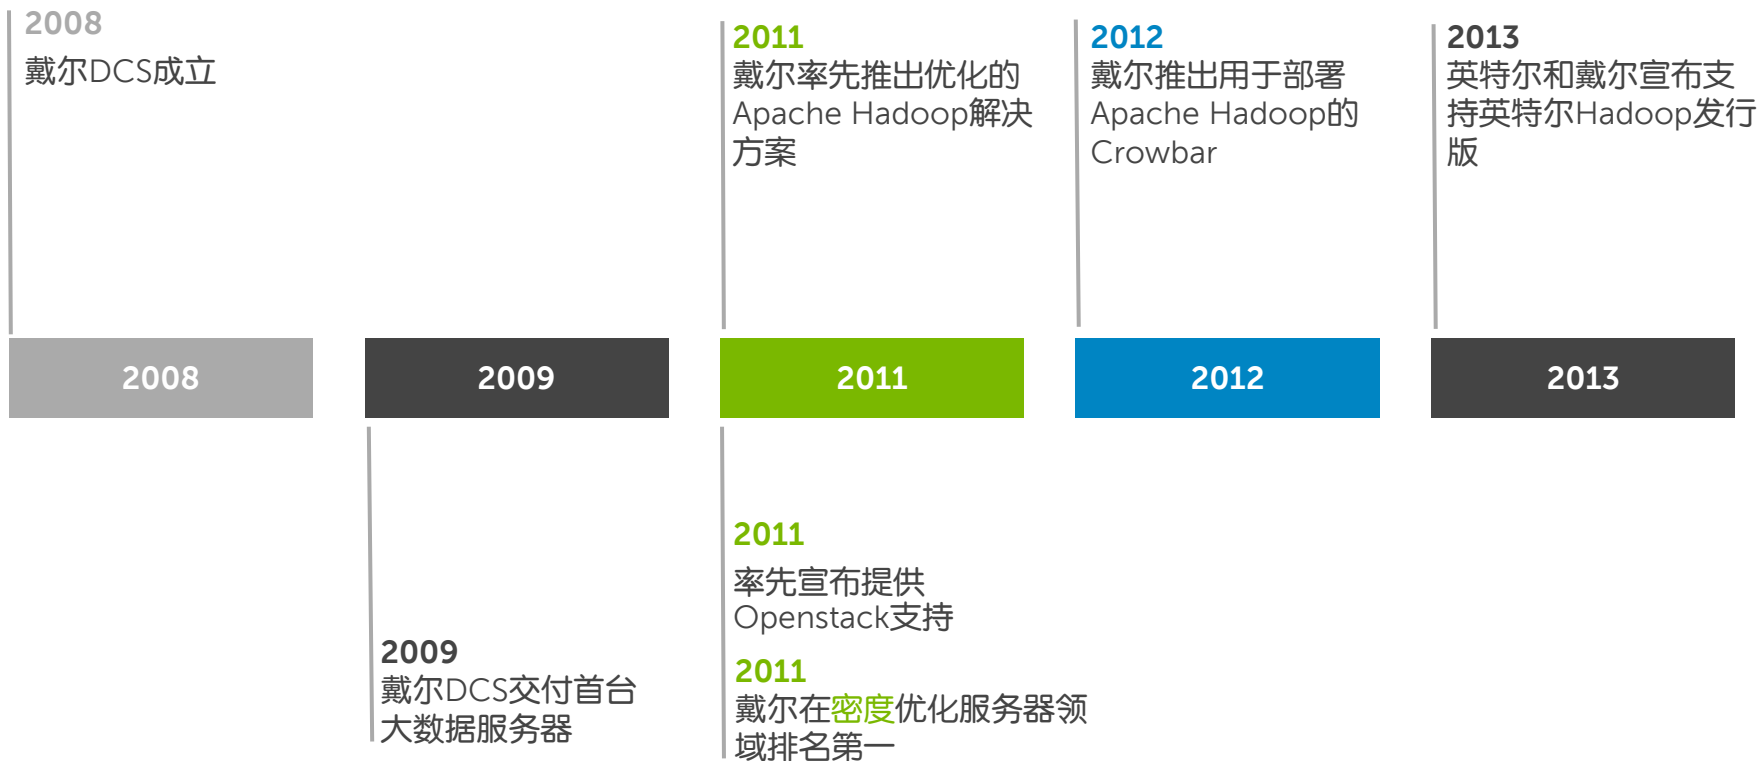 2008
戴尔DCS成立
2011
戴尔率先推出优化的
Apache Hadoop解决
方案
2012
戴尔推出用于部署
Apache Hadoop的
Crowbar
2013
英特尔和戴尔宣布支
持英特尔Hadoop发行
版
2008
2009
2011
2012
2013
2009
戴尔DCS交付首台
大数据服务器
2011
率先宣布提供
Openstack支持
2011
戴尔在密度优化服务器领
域排名第一